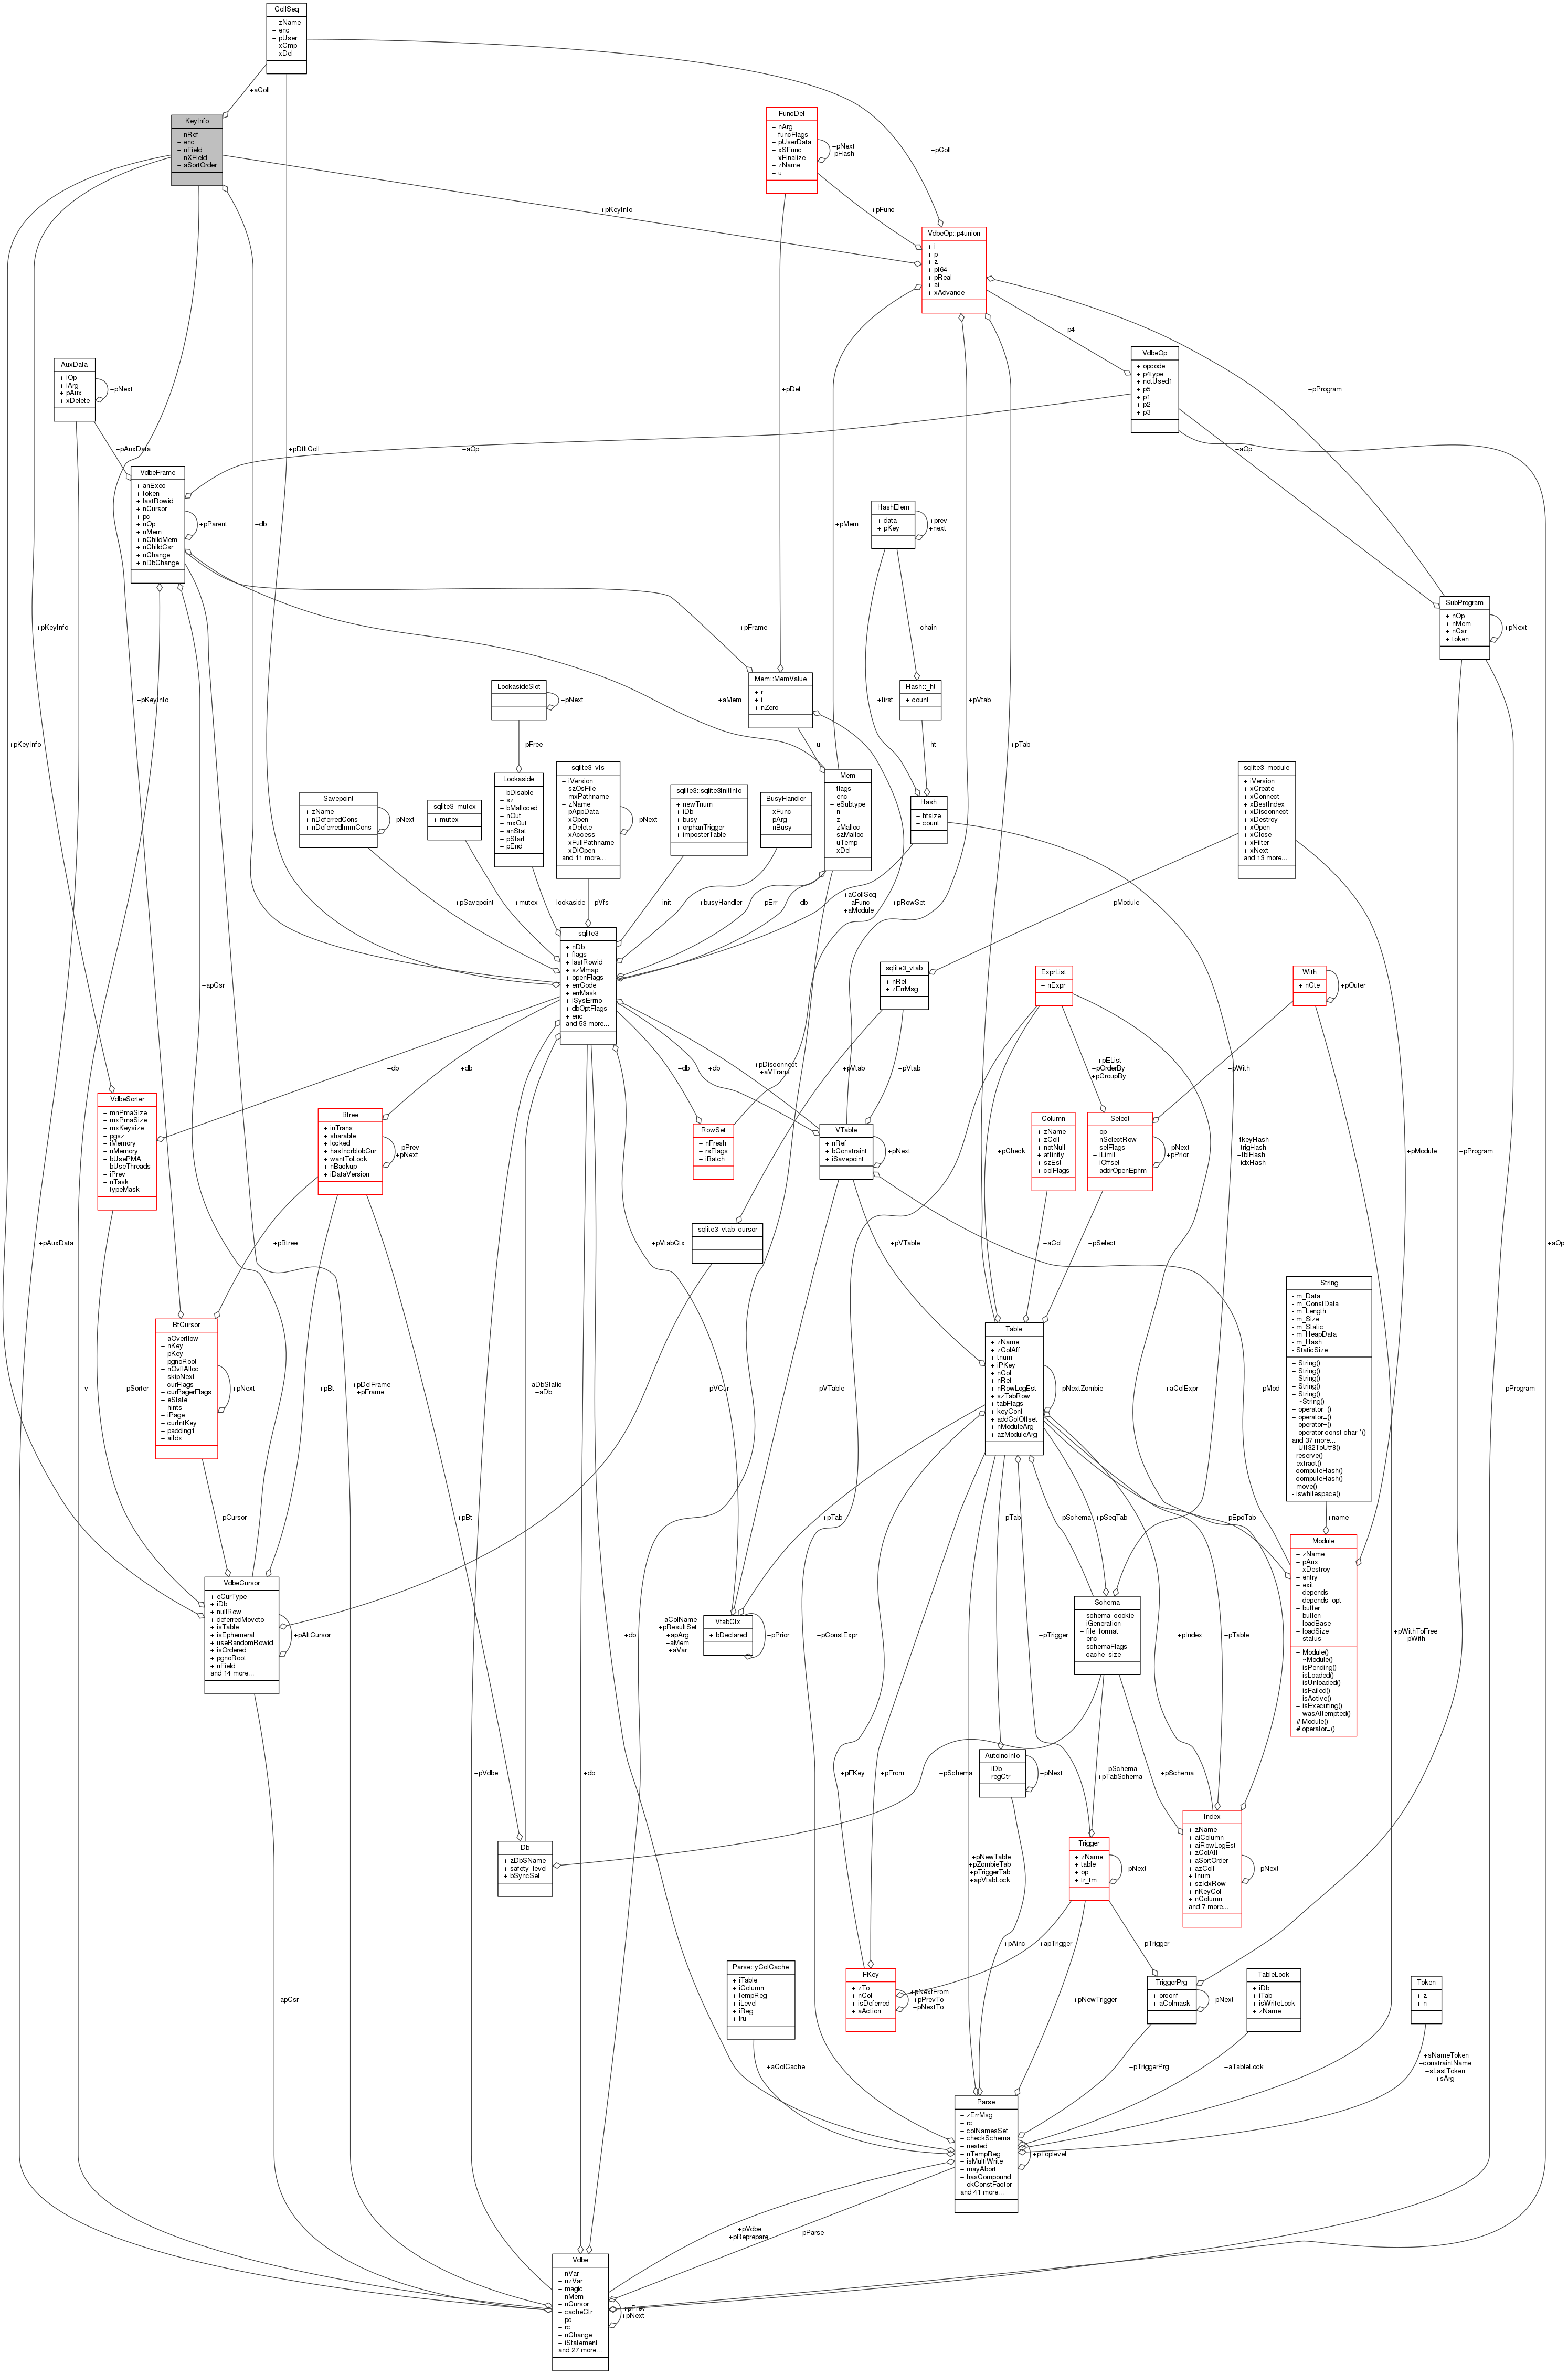 CollSeq
+ zName
+ enc
+ pUser
+ xCmp
+ xDel
+aColl
KeyInfo
+ nRef
+ enc
+ nField
+ nXField
+ aSortOrder
FuncDef
+ nArg
+ funcFlags
+ pUserData
+ xSFunc
+ xFinalize
+ zName
+ u
+pNext
+pHash
+pColl
+pKeyInfo
+pFunc
VdbeOp::p4union
+ i
+ p
+ z
+ pI64
+ pReal
+ ai
+ xAdvance
+p4
VdbeOp
+ opcode
+ p4type
+ notUsed1
+ p5
+ p1
+ p2
+ p3
+pProgram
AuxData
+ iOp
+ iArg
+ pAux
+ xDelete
+pNext
+pDef
+pAuxData
+pDfltColl
+aOp
+aOp
VdbeFrame
+ anExec
+ token
+ lastRowid
+ nCursor
+ pc
+ nOp
+ nMem
+ nChildMem
+ nChildCsr
+ nChange
+ nDbChange
+pParent
+db
+pMem
HashElem
+ data
+ pKey
+prev
+next
SubProgram
+ nOp
+ nMem
+ nCsr
+ token
+pNext
+pKeyInfo
+pFrame
+chain
+pKeyInfo
+aMem
Mem::MemValue
+ r
+ i
+ nZero
LookasideSlot
+pNext
Hash::_ht
+ count
+first
+pVtab
+pKeyInfo
+pFree
+u
+ht
+pTab
Savepoint
+ zName
+ nDeferredCons
+ nDeferredImmCons
+pNext
sqlite3_mutex
+ mutex
Lookaside
+ bDisable
+ sz
+ bMalloced
+ nOut
+ mxOut
+ anStat
+ pStart
+ pEnd
sqlite3_vfs
+ iVersion
+ szOsFile
+ mxPathname
+ zName
+ pAppData
+ xOpen
+ xDelete
+ xAccess
+ xFullPathname
+ xDlOpen
and 11 more...
+pNext
sqlite3::sqlite3InitInfo
+ newTnum
+ iDb
+ busy
+ orphanTrigger
+ imposterTable
BusyHandler
+ xFunc
+ pArg
+ nBusy
Mem
+ flags
+ enc
+ eSubtype
+ n
+ z
+ zMalloc
+ szMalloc
+ uTemp
+ xDel
Hash
+ htsize
+ count
sqlite3_module
+ iVersion
+ xCreate
+ xConnect
+ xBestIndex
+ xDisconnect
+ xDestroy
+ xOpen
+ xClose
+ xFilter
+ xNext
and 13 more...
+pSavepoint
+mutex
+lookaside
+pVfs
+init
+busyHandler
+pErr
+db
+aCollSeq
+aFunc
+aModule
+pRowSet
+pModule
sqlite3
+ nDb
+ flags
+ lastRowid
+ szMmap
+ openFlags
+ errCode
+ errMask
+ iSysErrno
+ dbOptFlags
+ enc
and 53 more...
sqlite3_vtab
+ nRef
+ zErrMsg
ExprList
+ nExpr
With
+ nCte
+pOuter
+apCsr
+db
+db
+db
+pDisconnect
+aVTrans
+db
+pVtab
+pVtab
+pEList
+pOrderBy
+pGroupBy
+pWith
VdbeSorter
+ mnPmaSize
+ mxPmaSize
+ mxKeysize
+ pgsz
+ iMemory
+ nMemory
+ bUsePMA
+ bUseThreads
+ iPrev
+ nTask
+ typeMask
Btree
+ inTrans
+ sharable
+ locked
+ hasIncrblobCur
+ wantToLock
+ nBackup
+ iDataVersion
+pPrev
+pNext
RowSet
+ nFresh
+ rsFlags
+ iBatch
VTable
+ nRef
+ bConstraint
+ iSavepoint
+pNext
+pCheck
Column
+ zName
+ zColl
+ notNull
+ affinity
+ szEst
+ colFlags
Select
+ op
+ nSelectRow
+ selFlags
+ iLimit
+ iOffset
+ addrOpenEphm
+pNext
+pPrior
+fkeyHash
+trigHash
+tblHash
+idxHash
+pProgram
+pModule
+pAuxData
+pBtree
+pVtabCtx
sqlite3_vtab_cursor
+pVTable
+aCol
+pSelect
+aOp
String
- m_Data
- m_ConstData
- m_Length
- m_Size
- m_Static
- m_HeapData
- m_Hash
- StaticSize
+ String()
+ String()
+ String()
+ String()
+ String()
+ ~String()
+ operator=()
+ operator=()
+ operator=()
+ operator const char *()
and 37 more...
+ Utf32ToUtf8()
- reserve()
- extract()
- computeHash()
- computeHash()
- move()
- iswhitespace()
BtCursor
+ aOverflow
+ nKey
+ pKey
+ pgnoRoot
+ nOvflAlloc
+ skipNext
+ curFlags
+ curPagerFlags
+ eState
+ hints
+ iPage
+ curIntKey
+ padding1
+ aiIdx
+pNext
Table
+ zName
+ zColAff
+ tnum
+ iPKey
+ nCol
+ nRef
+ nRowLogEst
+ szTabRow
+ tabFlags
+ keyConf
+ addColOffset
+ nModuleArg
+ azModuleArg
+pNextZombie
+v
+pSorter
+pBt
+pDelFrame
+pFrame
+aDbStatic
+aDb
+pVCur
+pVTable
+aColExpr
+pMod
+pProgram
+pCursor
+pBt
+pTab
+pTab
+pSchema
+pSeqTab
+pEpoTab
+name
VdbeCursor
+ eCurType
+ iDb
+ nullRow
+ deferredMoveto
+ isTable
+ isEphemeral
+ useRandomRowid
+ isOrdered
+ pgnoRoot
+ nField
and 14 more...
+pAltCursor
+aColName
+pResultSet
+apArg
+aMem
+aVar
VtabCtx
+ bDeclared
+pPrior
+db
+pConstExpr
+pTrigger
Schema
+ schema_cookie
+ iGeneration
+ file_format
+ enc
+ schemaFlags
+ cache_size
+pIndex
+pTable
Module
+ zName
+ pAux
+ xDestroy
+ entry
+ exit
+ depends
+ depends_opt
+ buffer
+ buflen
+ loadBase
+ loadSize
+ status
+ Module()
+ ~Module()
+ isPending()
+ isLoaded()
+ isUnloaded()
+ isFailed()
+ isActive()
+ isExecuting()
+ wasAttempted()
# Module()
# operator=()
+pWithToFree
+pWith
+pVdbe
+db
+pSchema
+pFKey
+pFrom
AutoincInfo
+ iDb
+ regCtr
+pNext
+pSchema
+pTabSchema
+pSchema
Db
+ zDbSName
+ safety_level
+ bSyncSet
+pNewTable
+pZombieTab
+pTriggerTab
+apVtabLock
Trigger
+ zName
+ table
+ op
+ tr_tm
+pNext
Index
+ zName
+ aiColumn
+ aiRowLogEst
+ zColAff
+ aSortOrder
+ azColl
+ tnum
+ szIdxRow
+ nKeyCol
+ nColumn
and 7 more...
+pNext
+pAinc
+apTrigger
+pTrigger
+apCsr
Parse::yColCache
+ iTable
+ iColumn
+ tempReg
+ iLevel
+ iReg
+ lru
FKey
+ zTo
+ nCol
+ isDeferred
+ aAction
+pNextFrom
+pPrevTo
+pNextTo
+pNewTrigger
TriggerPrg
+ orconf
+ aColmask
+pNext
TableLock
+ iDb
+ iTab
+ isWriteLock
+ zName
Token
+ z
+ n
+aColCache
+pTriggerPrg
+aTableLock
+sNameToken
+constraintName
+sLastToken
+sArg
Parse
+ zErrMsg
+ rc
+ colNamesSet
+ checkSchema
+ nested
+ nTempReg
+ isMultiWrite
+ mayAbort
+ hasCompound
+ okConstFactor
and 41 more...
+pToplevel
+pVdbe
+pReprepare
+pParse
Vdbe
+ nVar
+ nzVar
+ magic
+ nMem
+ nCursor
+ cacheCtr
+ pc
+ rc
+ nChange
+ iStatement
and 27 more...
+pPrev
+pNext